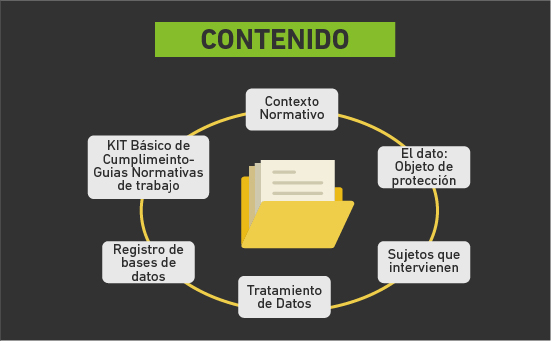 CONTENIDO
Contexto
Normativo
El dato:
Objeto de
protección
Sujetos que
intervienen
Tratamiento
de Datos
Registro de
bases de
datos
KIT Básico de
Cumplimeinto-
Guias Normativas
de trabajo